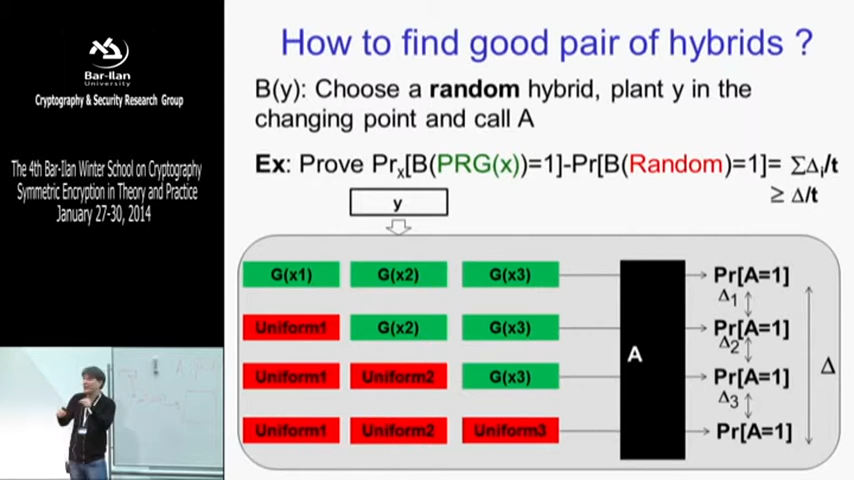 Bar-Ilan
University
Cryptography & Security Research Group
The 4th Bar-Ilan Winter School on Cryptography
Symmetric Encryption in Theory and Practice
January 27-30, 2014
How to find good pair of hybrids ?
B(y): Choose a random hybrid, plant y in the
changing point and call A
Ex: Prove Prₓ[B(PRG(x))=1]-Pr[B(Random)=1]= ∑Δᵢ/t
≥ Δ/t
y
G(x1) G(x2) G(x3) Pr[A=1]
Δ₁
Uniform1 G(x2) G(x3) Pr[A=1]
Δ₂
A
Δ
Uniform1 Uniform2 G(x3) Pr[A=1]
Δ₃
Uniform1 Uniform2 Uniform3 Pr[A=1]